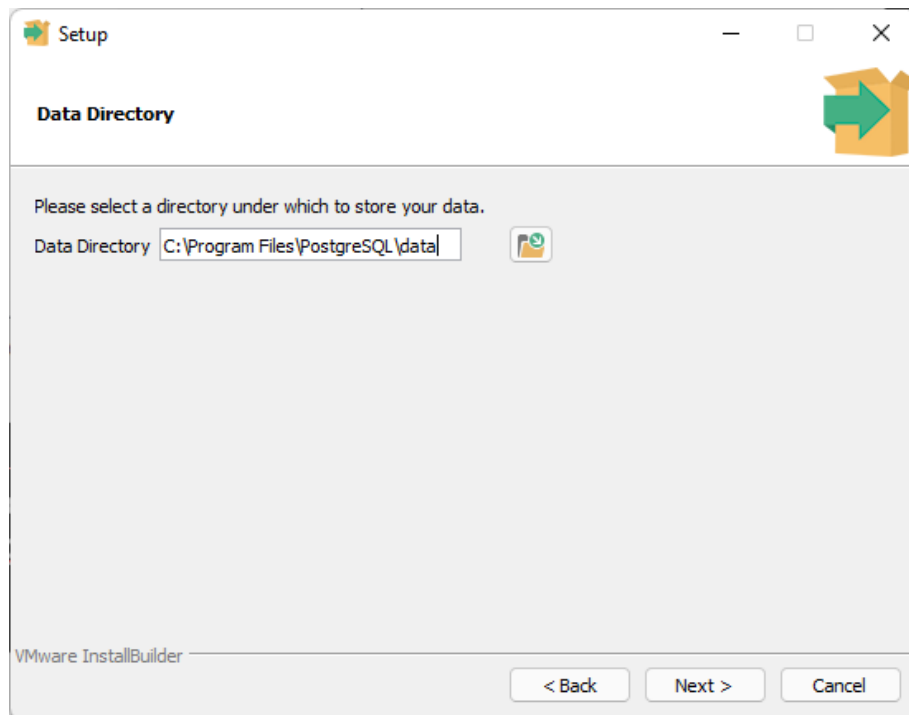 Setup
Data Directory
Please select a directory under which to store your data.
Data Directory C:\Program Files\PostgreSQL\data
VMware InstallBuilder
< Back Next > Cancel